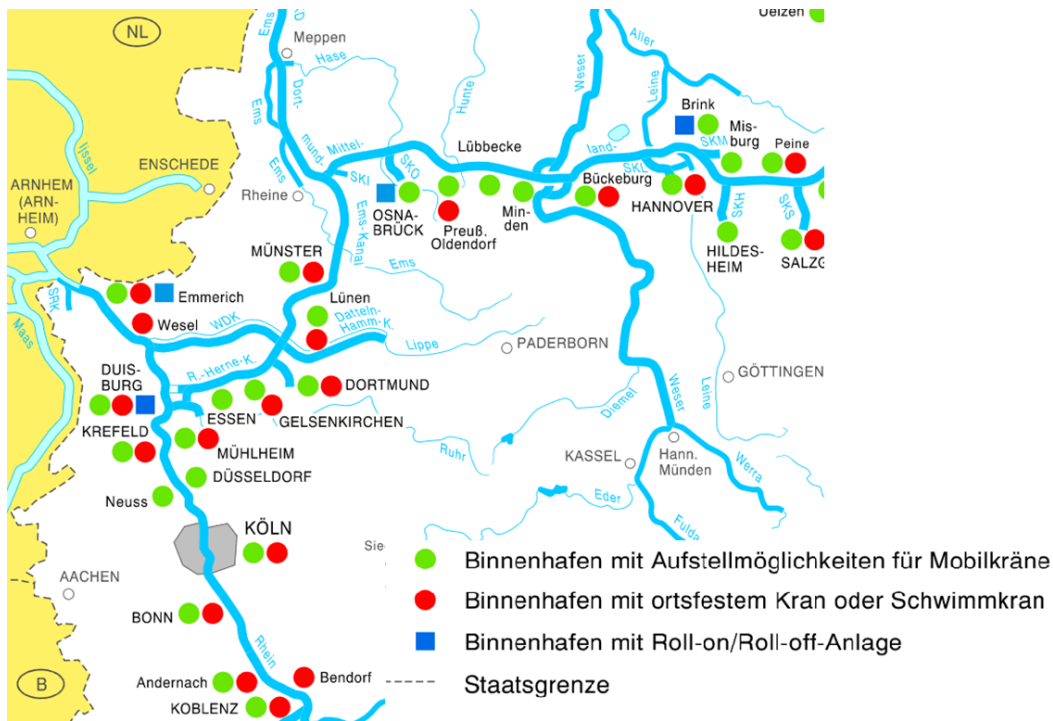 Uelzen
NL
Ems
D
Meppen
Hase
Dort-
Ems
mund-
Ems
Hunte
Weser
Aller
Leine
Brink
Mis-
burg
Peine
Ijssel
ENSCHEDE
ARNHEM
(ARN-
HEIM)
Rheine
Mittel-
SKI
SKO
Lübbecke
land-
SKL
SKM
OSNA-
BRÜCK
Preuß.
Oldendorf
Min-
den
Bückeburg
HANNOVER
SKH
SKS
HILDES-
HEIM
SALZG
Ems-Kanal
MÜNSTER
Ems
SRK
Maas
Emmerich
Wesel
WDK
Lünen
Datteln-
Hamm-K.
Lippe
PADERBORN
DUIS-
BURG
R.-Herne-K.
DORTMUND
ESSEN
GELSENKIRCHEN
KREFELD
MÜHLHEIM
DÜSSELDORF
Neuss
Ruhr
Diemel
Weser
Leine
GÖTTINGEN
KASSEL
Hann.
Münden
Werra
Eder
Fulda
KÖLN
Sie
AACHEN
BONN
Rhein
B
Andernach
Bendorf
KOBLENZ
Binnenhafen mit Aufstellmöglichkeiten für Mobilkräne
Binnenhafen mit ortsfestem Kran oder Schwimmkran
Binnenhafen mit Roll-on/Roll-off-Anlage
Staatsgrenze